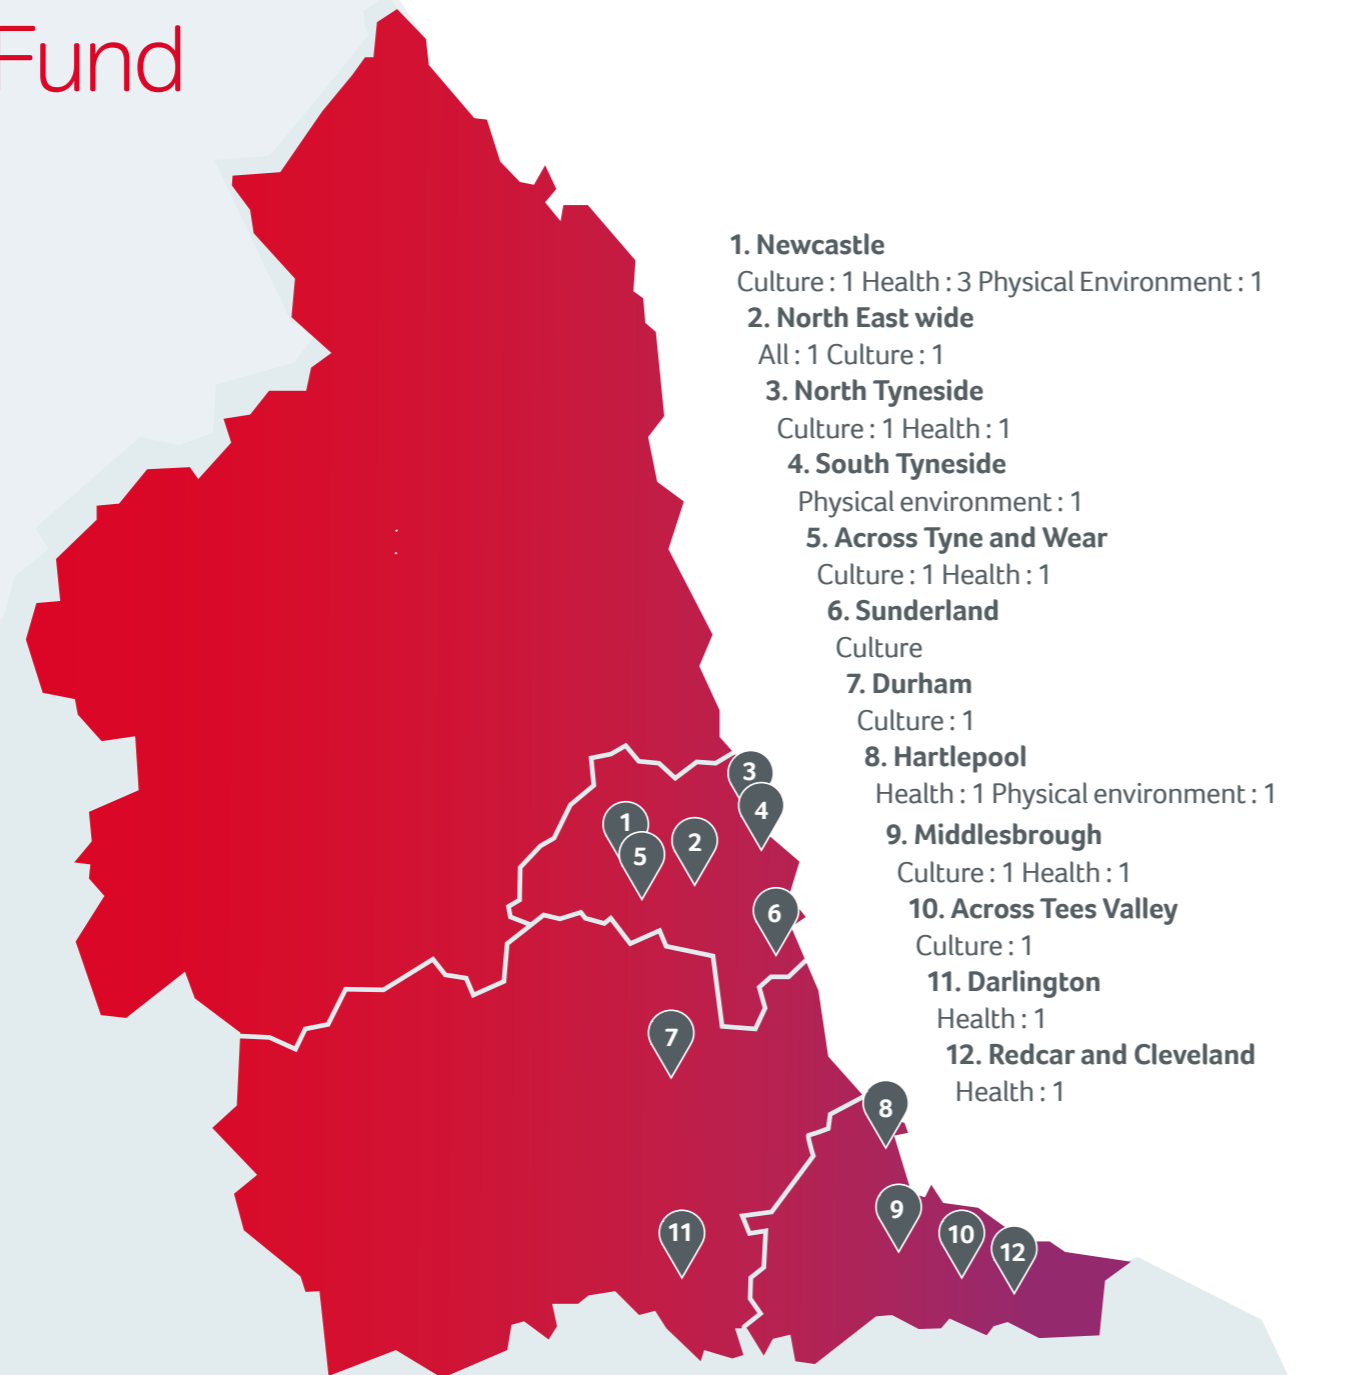 Fund
1. Newcastle
Culture : 1 Health : 3 Physical Environment : 1
2. North East wide
All : 1 Culture : 1
3. North Tyneside
Culture : 1 Health : 1
4. South Tyneside
Physical environment : 1
5. Across Tyne and Wear
Culture : 1 Health : 1
6. Sunderland
Culture
7. Durham
Culture : 1
8. Hartlepool
Health : 1 Physical environment : 1
9. Middlesbrough
Culture : 1 Health : 1
10. Across Tees Valley
Culture : 1
11. Darlington
Health : 1
12. Redcar and Cleveland
Health : 1
3
4
1
2
5
6
7
8
9
11
10
12